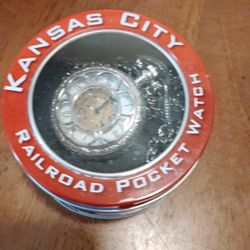 KANSAS CITY
RAILROAD POCKET WATCH